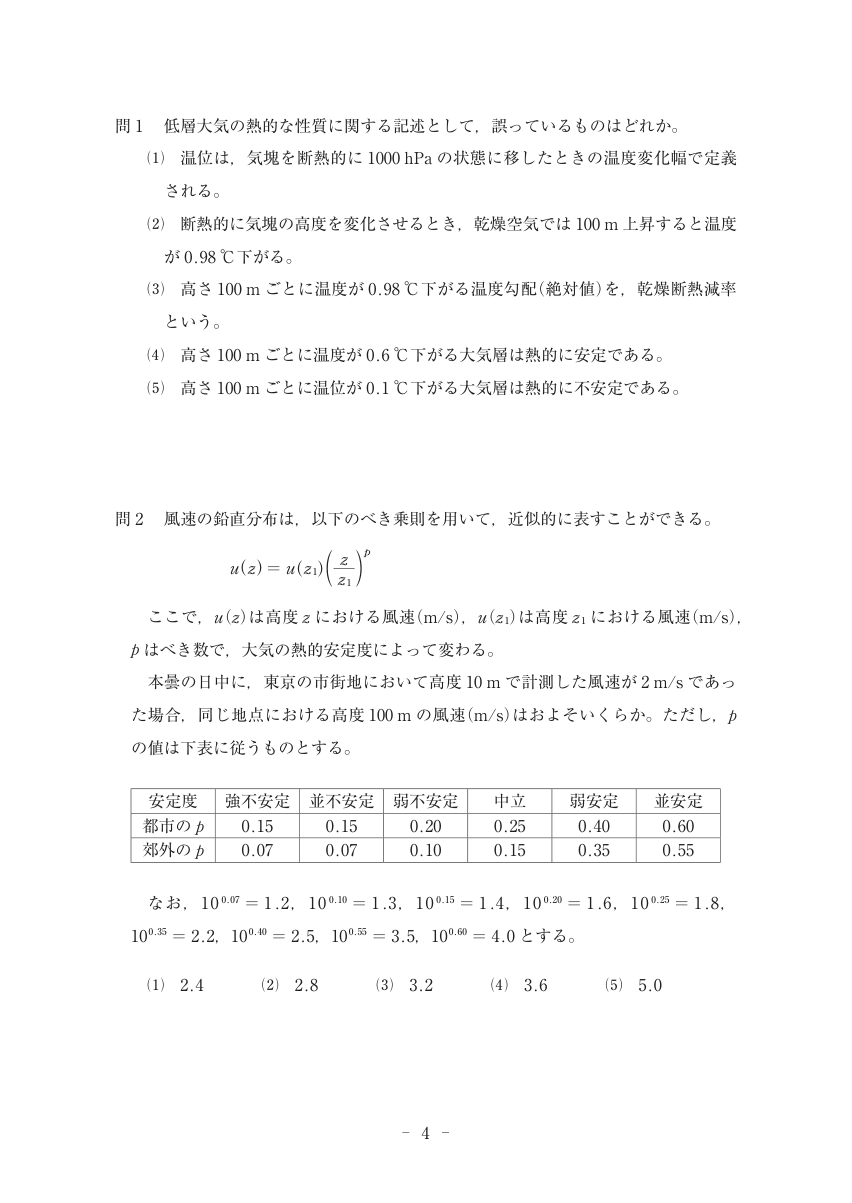 問1　低層大気の熱的な性質に関する記述として，誤っているものはどれか。
⑴　温位は，気塊を断熱的に 1000 hPa の状態に移したときの温度変化幅で定義
される。
⑵　断熱的に気塊の高度を変化させるとき，乾燥空気では 100 m 上昇すると温度
が 0.98 ℃下がる。
⑶　高さ 100 m ごとに温度が 0.98 ℃下がる温度勾配(絶対値)を，乾燥断熱減率
という。
⑷　高さ 100 m ごとに温度が 0.6 ℃下がる大気層は熱的に安定である。
⑸　高さ 100 m ごとに温位が 0.1 ℃下がる大気層は熱的に不安定である。
問2　風速の鉛直分布は，以下のべき乗則を用いて，近似的に表すことができる。
u(z) = u(z₁)(z/z₁)^p
ここで，u(z)は高度 z における風速(m/s)，u(z₁)は高度 z₁ における風速(m/s)，
p はべき数で，大気の熱的安定度によって変わる。
本曇の日中に，東京の市街地において高度 10 m で計測した風速が 2 m/s であっ
た場合，同じ地点における高度 100 m の風速(m/s)はおよそいくらか。ただし，p
の値は下表に従うものとする。
安定度 強不安定 並不安定 弱不安定 中立 弱安定 並安定
都市の p 0.15 0.15 0.20 0.25 0.40 0.60
郊外の p 0.07 0.07 0.10 0.15 0.35 0.55
なお，10^0.07 = 1.2，10^0.10 = 1.3，10^0.15 = 1.4，10^0.20 = 1.6，10^0.25 = 1.8，
10^0.35 = 2.2，10^0.40 = 2.5，10^0.55 = 3.5，10^0.60 = 4.0 とする。
⑴　2.4　⑵　2.8　⑶　3.2　⑷　3.6　⑸　5.0
- 4 -